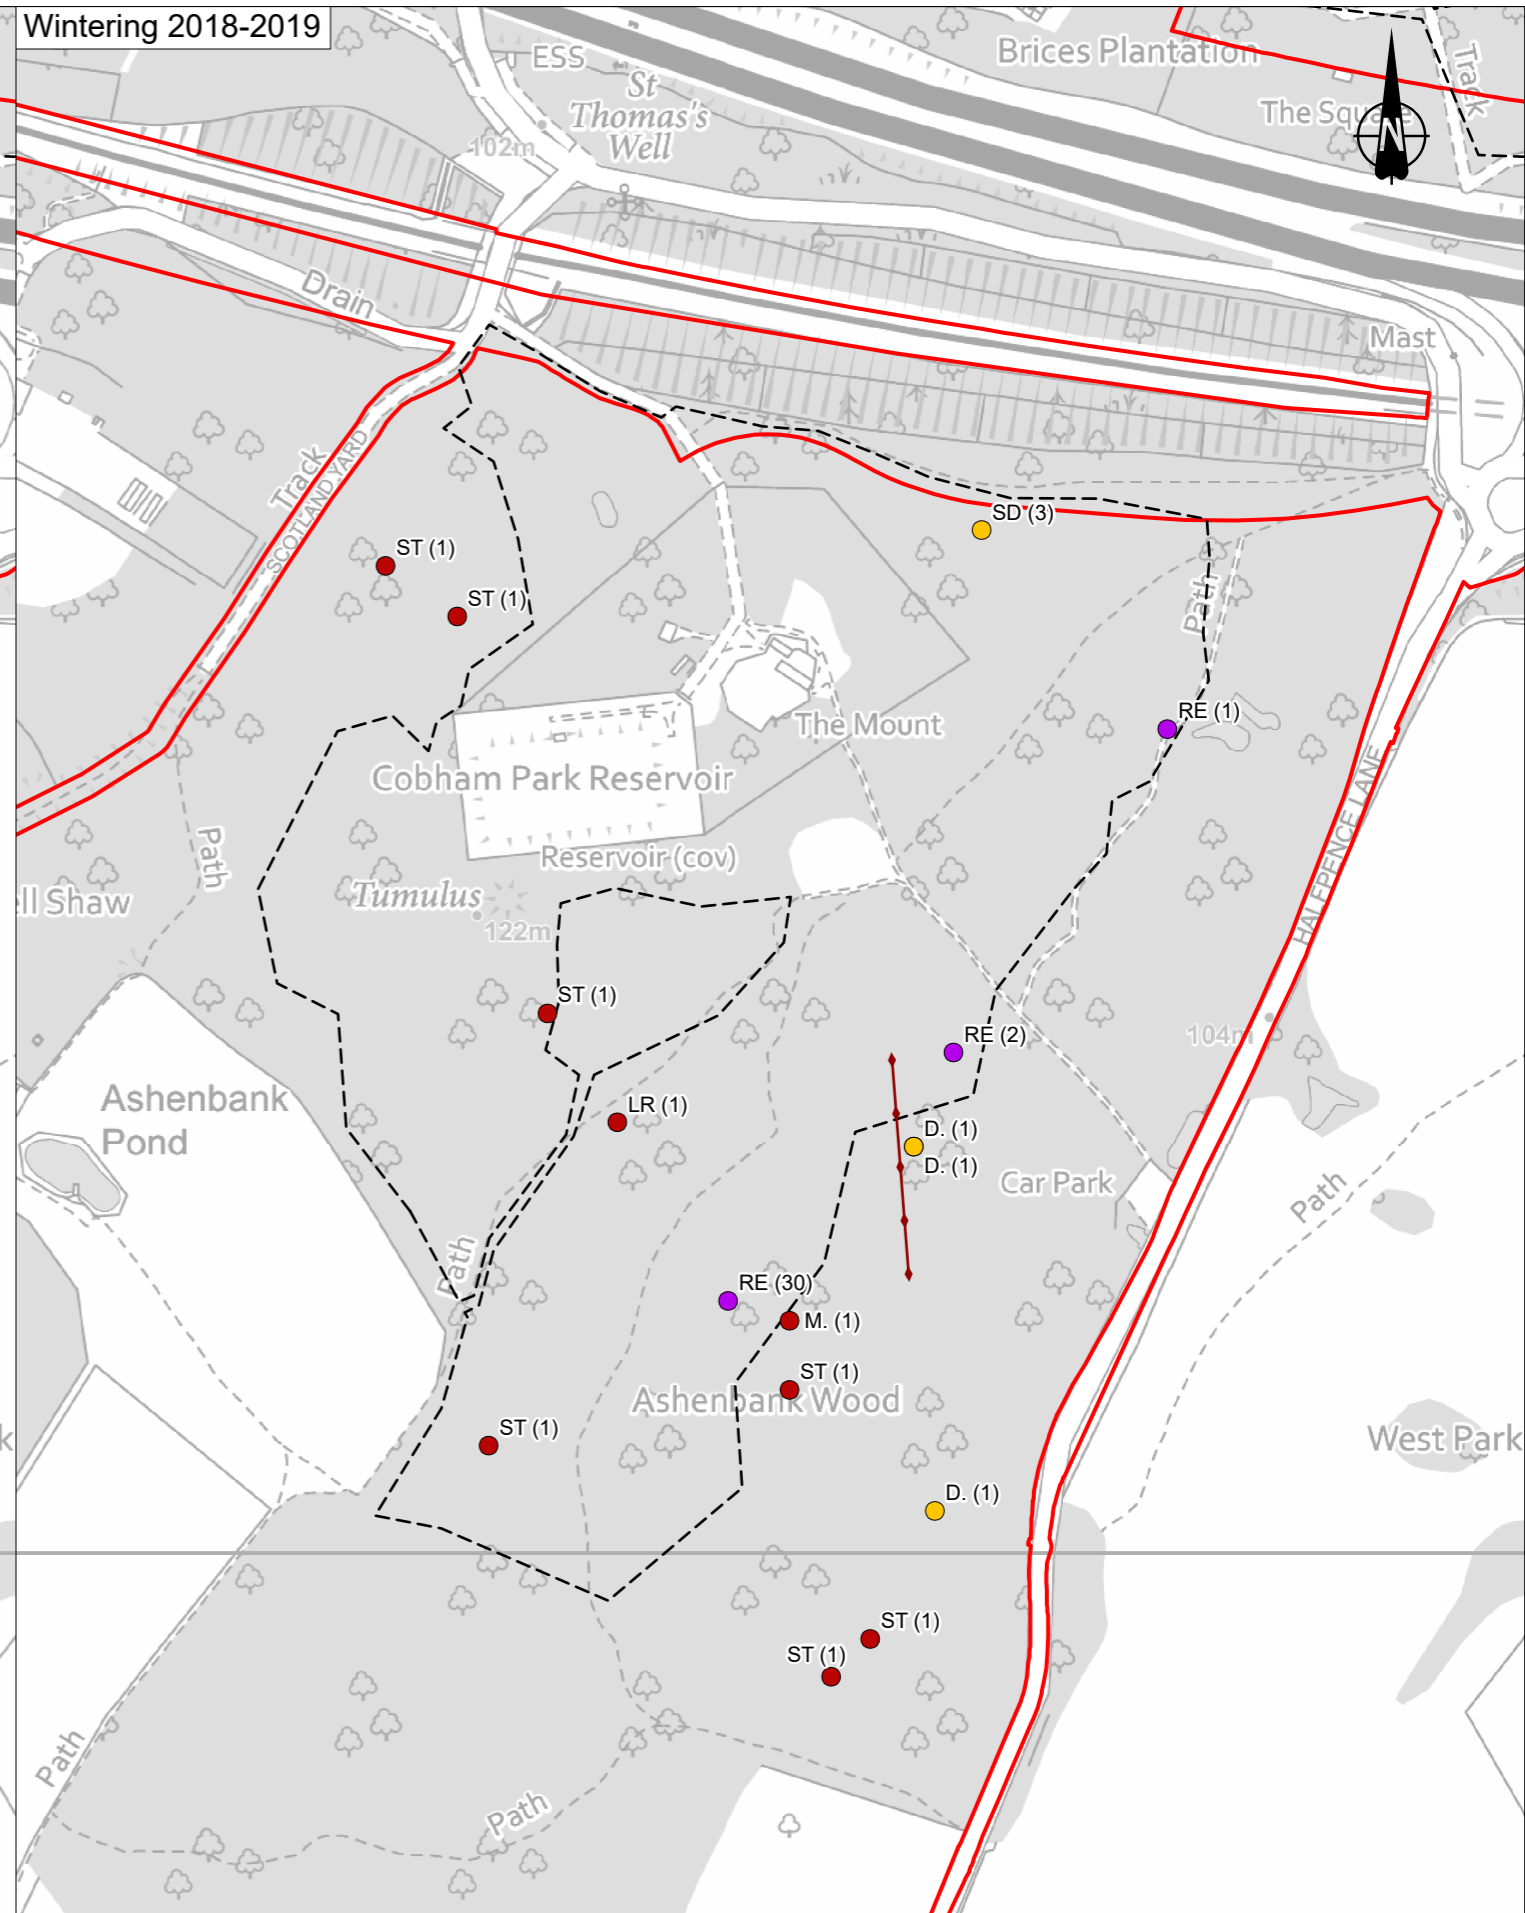 Wintering 2018-2019
ESS
Brices Plantation
Track
St
Thomas's
Well
The Square
N
102m
Drain
Mast
Track
SCOTLAND YARD
SD (3)
ST (1)
ST (1)
Path
RE (1)
The Mount
Cobham Park Reservoir
HALFPENCE LANE
Path
Reservoir (cov)
Tumulus
ell Shaw
122m
ST (1)
RE (2)
104m
Ashenbank
Pond
LR (1)
D. (1)
D. (1)
Car Park
Path
Path
RE (30)
M. (1)
ST (1)
Ashenbank Wood
ST (1)
k
West Park
D. (1)
ST (1)
ST (1)
Path
Path